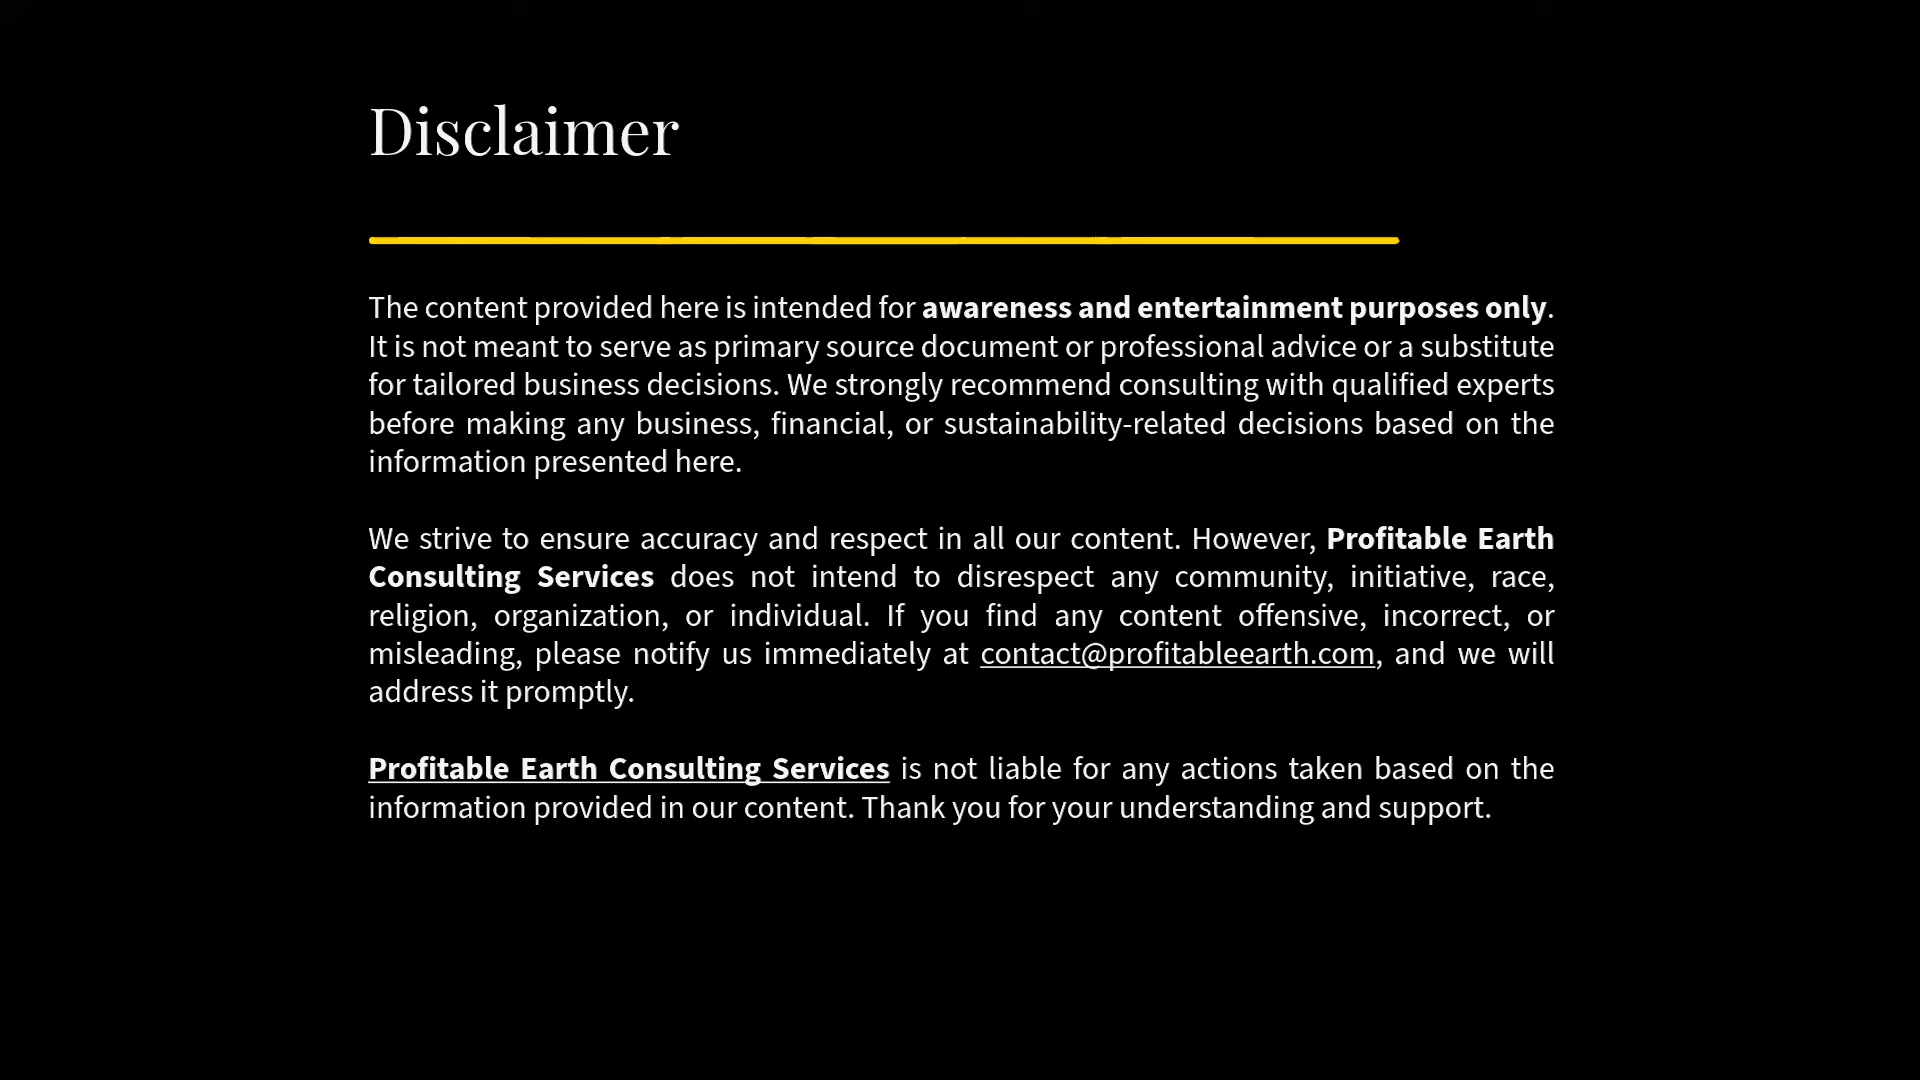 Disclaimer
The content provided here is intended for awareness and entertainment purposes only.
It is not meant to serve as primary source document or professional advice or a substitute
for tailored business decisions. We strongly recommend consulting with qualified experts
before making any business, financial, or sustainability-related decisions based on the
information presented here.
We strive to ensure accuracy and respect in all our content. However, Profitable Earth
Consulting Services does not intend to disrespect any community, initiative, race,
religion, organization, or individual. If you find any content offensive, incorrect, or
misleading, please notify us immediately at contact@profitableearth.com, and we will
address it promptly.
Profitable Earth Consulting Services is not liable for any actions taken based on the
information provided in our content. Thank you for your understanding and support.